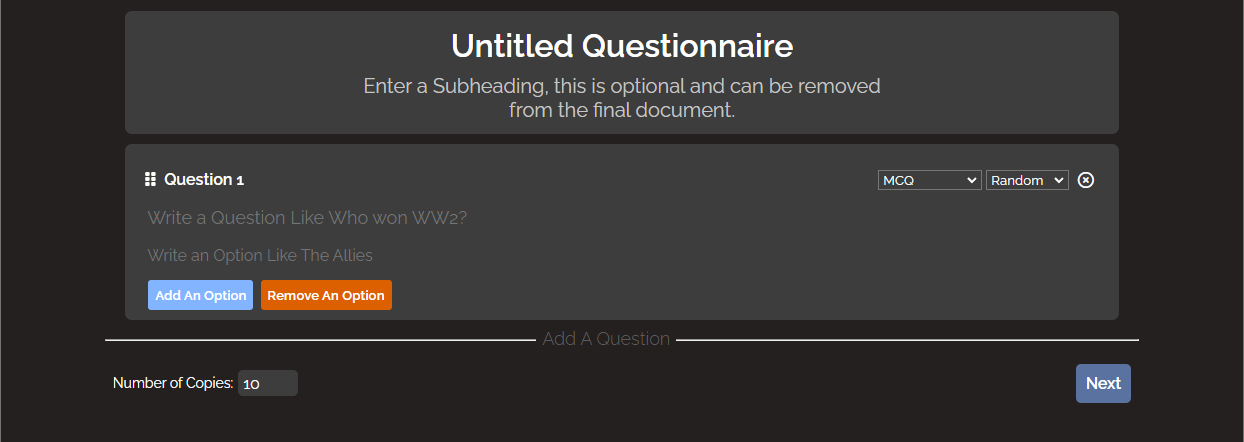 Untitled Questionnaire
Enter a Subheading, this is optional and can be removed
from the final document.
Question 1
MCQ
Random
Write a Question Like Who won WW2?
Write an Option Like The Allies
Add An Option
Remove An Option
Add A Question
Number of Copies: 10
Next